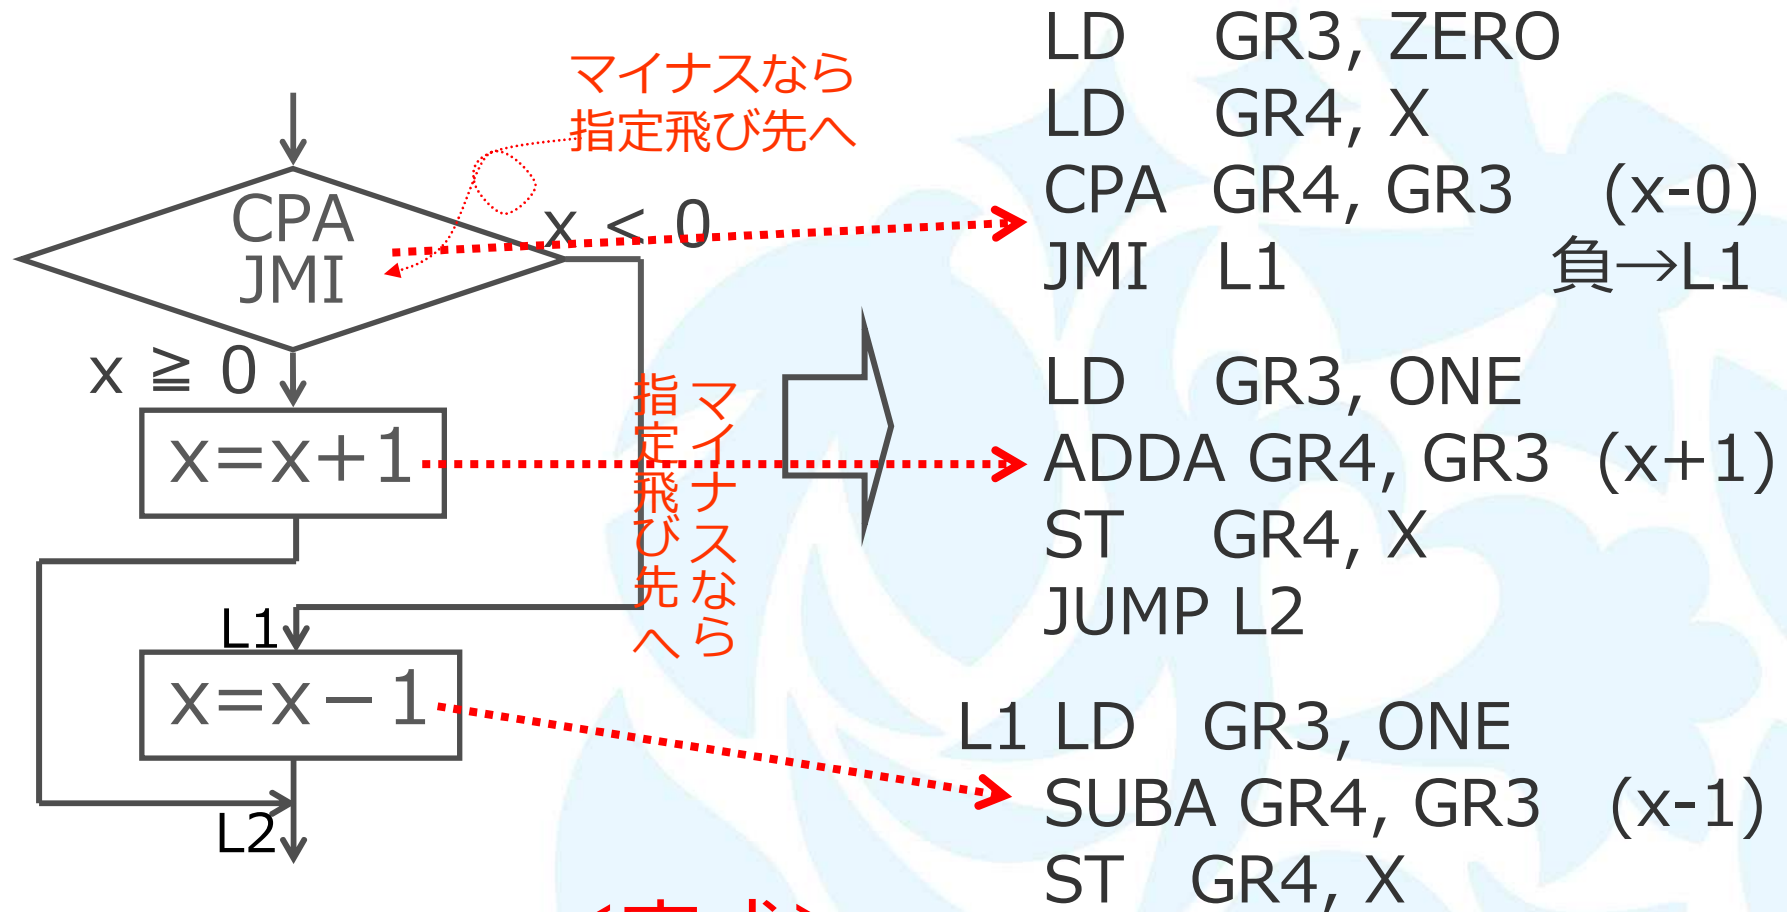 マイナスなら
指定飛び先へ
CPA
JMI
x < 0
x ≧ 0
x=x+1
マイナスなら
指定飛び先へ
L1
x=x－1
L2
LD GR3, ZERO
LD GR4, X
CPA GR4, GR3 (x-0)
JMI L1 負→L1
LD GR3, ONE
ADDA GR4, GR3 (x+1)
ST GR4, X
JUMP L2
L1 LD GR3, ONE
SUBA GR4, GR3 (x-1)
ST GR4, X